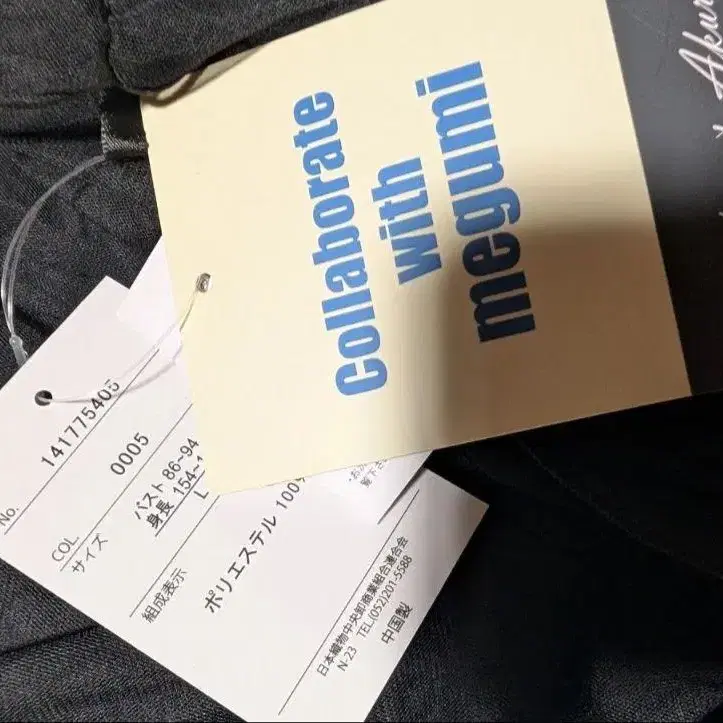 Collaborate
with
megumi
No. 141775405
COL 0005
サイズ バスト 86~94
身長 154~1
L
組成表示
ポリエステル 100%
日本織物中央卸商業組合連合会
N-23 TEL.(052)201-5588
中国製